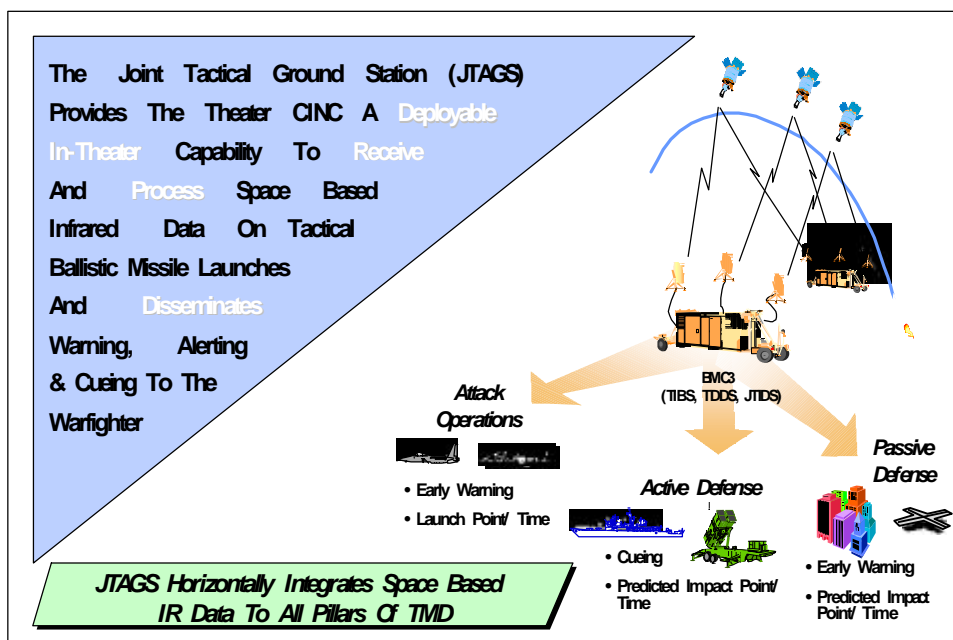 The Joint Tactical Ground Station (JTAGS)
Provides The Theater CINC A Deployable
In-Theater Capability To Receive
And Process Space Based
Infrared Data On Tactical
Ballistic Missile Launches
And Disseminates
Warning, Alerting
& Cueing To The
Warfighter
BMC3
(TIBS, TDDS, JTIDS)
Attack
Operations
• Early Warning
• Launch Point/ Time
Active Defense
• Cueing
• Predicted Impact Point/
Time
Passive
Defense
• Early Warning
• Predicted Impact
Point/ Time
JTAGS Horizontally Integrates Space Based
IR Data To All Pillars Of TMD